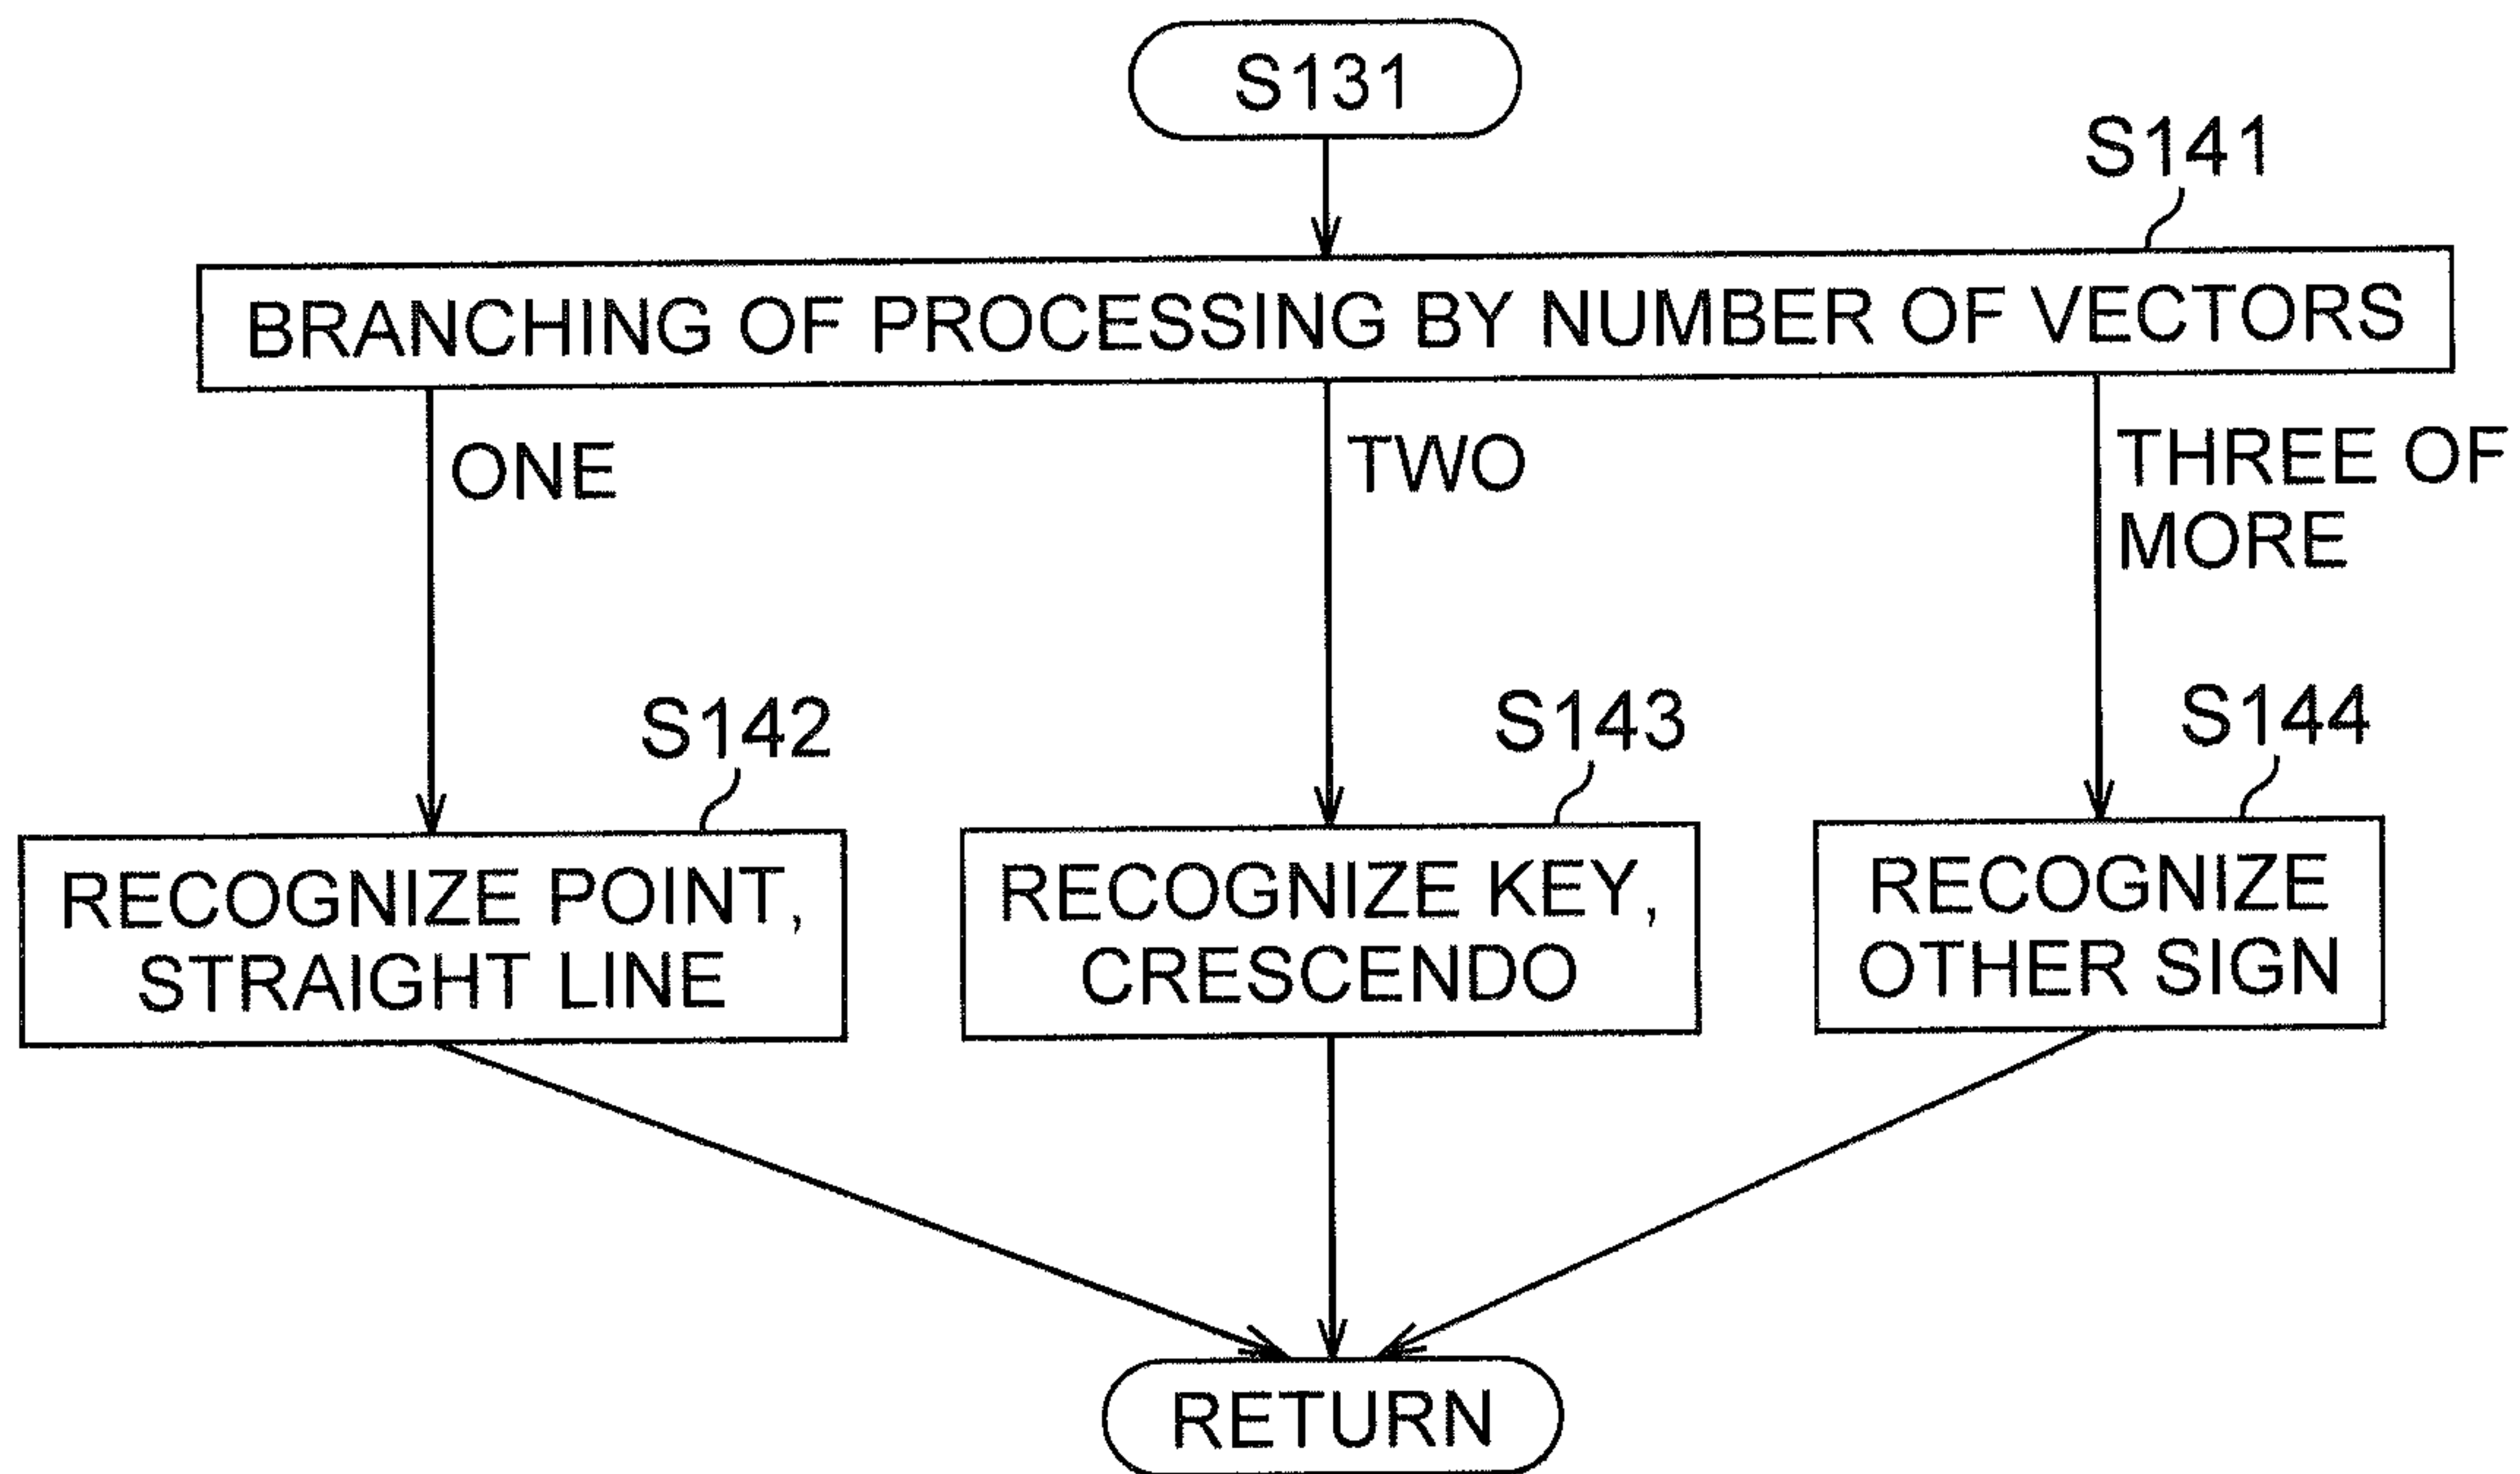 S131
S141
BRANCHING OF PROCESSING BY NUMBER OF VECTORS
ONE
TWO
THREE OF
MORE
S142
S143
S144
RECOGNIZE POINT,
STRAIGHT LINE
RECOGNIZE KEY,
CRESCENDO
RECOGNIZE
OTHER SIGN
RETURN